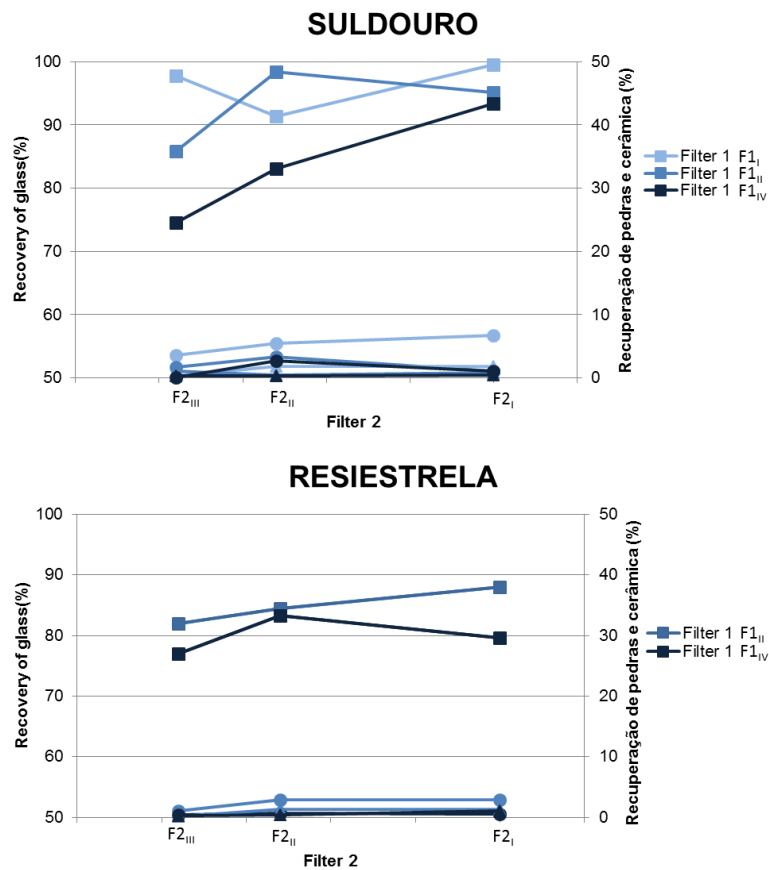 SULDOURO
100
90
80
70
60
50
Recovery of glass(%)
50
40
30
20
10
0
Recuperação de pedras e cerâmica (%)
F2III
F2II
F2I
Filter 2
Filter 1 F1I
Filter 1 F1II
Filter 1 F1IV
RESIESTRELA
100
90
80
70
60
50
Recovery of glass(%)
50
40
30
20
10
0
Recuperação de pedras e cerâmica (%)
F2III
F2II
F2I
Filter 2
Filter 1 F1II
Filter 1 F1IV